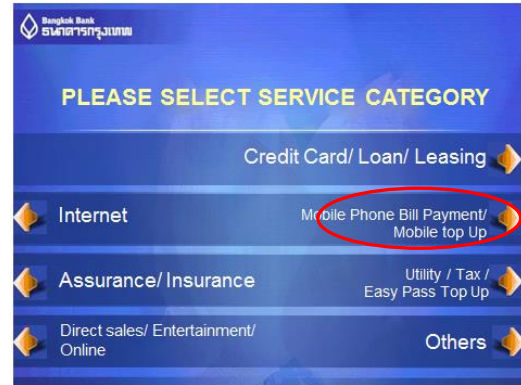 Bangkok Bank
ธนาคารกรุงเทพ
PLEASE SELECT SERVICE CATEGORY
Credit Card/ Loan/ Leasing
Internet
Mobile Phone Bill Payment/
Mobile top Up
Assurance/ Insurance
Utility / Tax /
Easy Pass Top Up
Direct sales/ Entertainment/
Online
Others